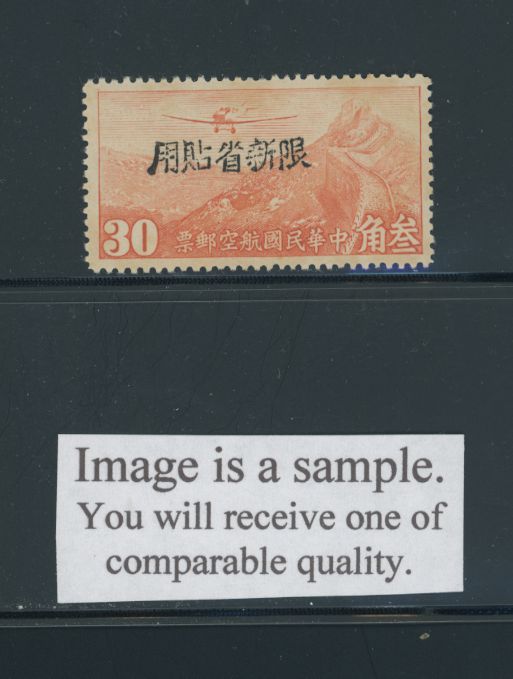 限新省貼用
叁角 中華民國航空郵票 30
Image is a sample.
You will receive one of
comparable quality.